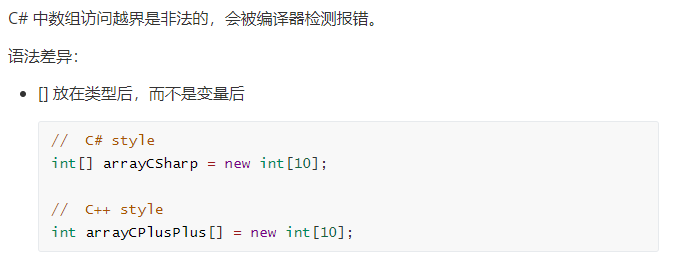 C# 中数组访问越界是非法的，会被编译器检测报错。
语法差异：
• [] 放在类型后，而不是变量后
//  C# style
int[] arrayCSharp = new int[10];
//  C++ style
int arrayCPlusPlus[] = new int[10];